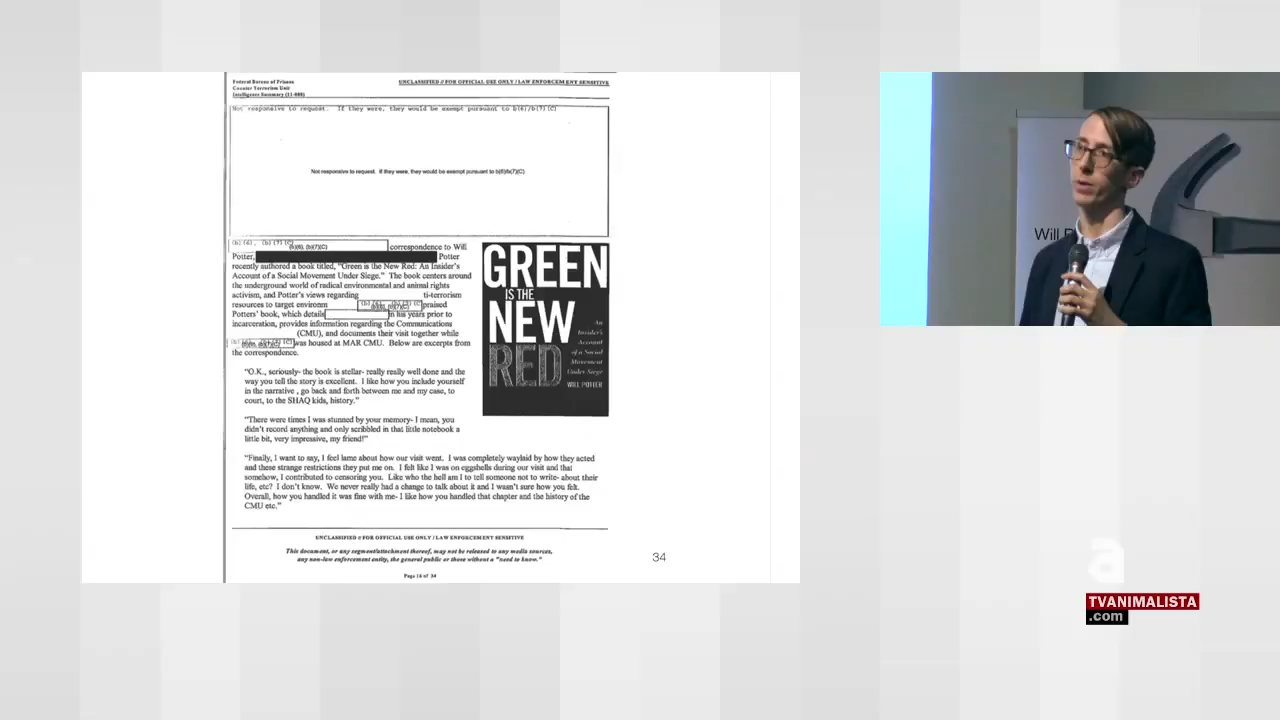 Federal Bureau of Prisons
Counter Terrorism Unit
Intelligence Summary (11-088)
UNCLASSIFIED // FOR OFFICIAL USE ONLY / LAW ENFORCEMENT SENSITIVE
Not responsive to request. If they were, they would be exempt pursuant to b(6)/b(7)(C)
Not responsive to request. If they were, they would be exempt pursuant to b(6)/b(7)(C)
(b)(6), (b)(7)(C)
(b)(6), (b)(7)(C)
correspondence to Will
Potter, Potter
recently authored a book titled, "Green is the New Red: An Insider's
Account of a Social Movement Under Siege." The book centers around
the underground world of radical environmental and animal rights
activism, and Potter's views regarding ti-terrorism
resources to target environm (b)(6), (b)(7)(C) praised
Potters' book, which details n his years prior to
incarceration, provides information regarding the Communications
(CMU), and documents their visit together while
(b)(6), (b)(7)(C) was housed at MAR CMU. Below are excerpts from
the correspondence.
"O.K., seriously- the book is stellar- really really well done and the
way you tell the story is excellent. I like how you include yourself
in the narrative , go back and forth between me and my case, to
court, to the SHAQ kids, history."
"There were times I was stunned by your memory- I mean, you
didn't record anything and only scribbled in that little notebook a
little bit, very impressive, my friend!"
"Finally, I want to say, I feel lame about how our visit went. I was completely waylaid by how they acted
and these strange restrictions they put me on. I felt like I was on eggshells during our visit and that
somehow, I contributed to censoring you. Like who the hell am I to tell someone not to write- about their
life, etc? I don't know. We never really had a change to talk about it and I wasn't sure how you felt.
Overall, how you handled it was fine with me- I like how you handled that chapter and the history of the
CMU etc."
GREEN
IS THE
NEW
RED
An
Insider's
Account
of a Social
Movement
Under Siege
WILL POTTER
UNCLASSIFIED // FOR OFFICIAL USE ONLY / LAW ENFORCEMENT SENSITIVE
This document, or any segment/attachment thereof, may not be released to any media sources,
any non-law enforcement entity, the general public or those without a "need to know."
Page 16 of 34
34
Will P
a
TVANIMALISTA
.com